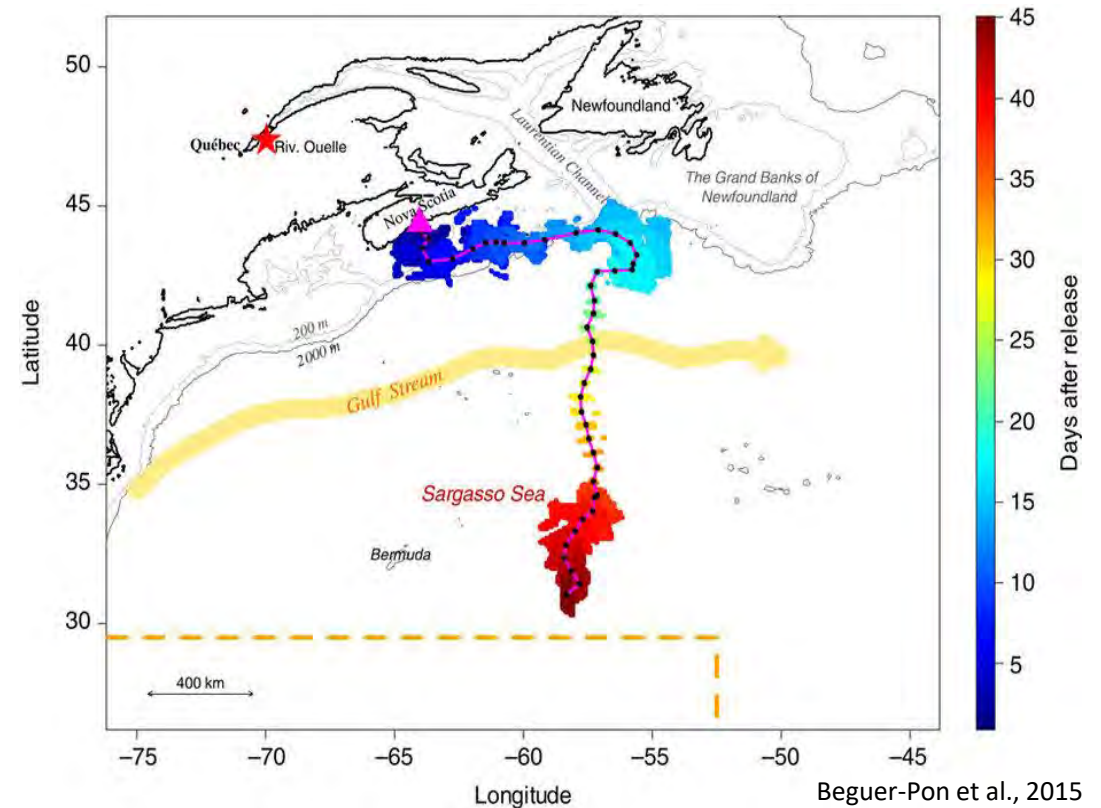 50
45
40
35
30
Latitude
−75
−70
−65
−60
−55
−50
−45
Longitude
Québec
Riv. Ouelle
Newfoundland
Laurentian Channel
The Grand Banks of
Newfoundland
Nova Scotia
200 m
2000 m
Gulf Stream
Sargasso Sea
Bermuda
400 km
45
40
35
30
25
20
15
10
5
Days after release
Beguer-Pon et al., 2015